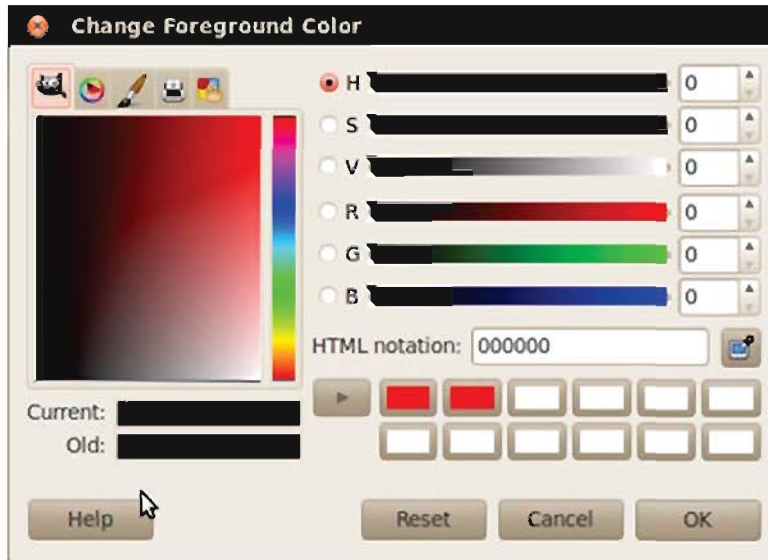 Change Foreground Color
H 0
S 0
V 0
R 0
G 0
B 0
HTML notation: 000000
Current:
Old:
Help Reset Cancel OK